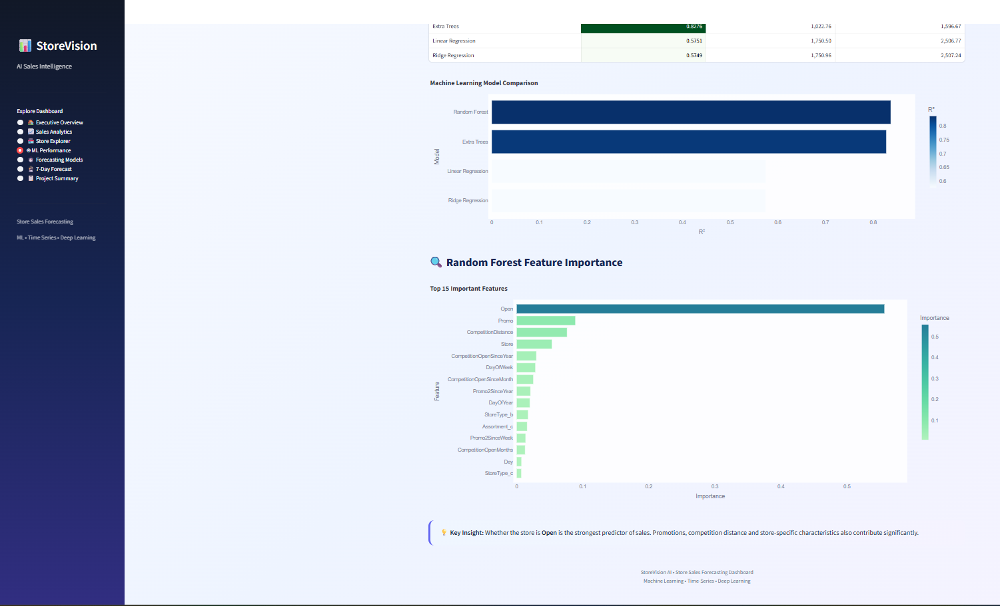 StoreVision
AI Sales Intelligence
Explore Dashboard
Executive Overview
Sales Analytics
Store Explorer
ML Performance
Forecasting Models
7-Day Forecast
Project Summary
Store Sales Forecasting
ML • Time Series • Deep Learning
Extra Trees 0.8276 1,022.76 1,596.67
Linear Regression 0.5751 1,750.50 2,506.77
Ridge Regression 0.5749 1,750.96 2,507.24
Machine Learning Model Comparison
Model
Random Forest
Extra Trees
Linear Regression
Ridge Regression
0 0.1 0.2 0.3 0.4 0.5 0.6 0.7 0.8
R²
R²
0.8
0.75
0.7
0.65
0.6
Random Forest Feature Importance
Top 15 Important Features
Feature
Open
Promo
CompetitionDistance
Store
CompetitionOpenSinceYear
DayOfWeek
CompetitionOpenSinceMonth
Promo2SinceYear
DayOfYear
StoreType_b
Assortment_c
Promo2SinceWeek
CompetitionOpenMonths
Day
StoreType_c
0 0.1 0.2 0.3 0.4 0.5
Importance
Importance
0.5
0.4
0.3
0.2
0.1
Key Insight: Whether the store is Open is the strongest predictor of sales. Promotions, competition distance and store-specific characteristics also contribute significantly.
StoreVision AI • Store Sales Forecasting Dashboard
Machine Learning • Time Series • Deep Learning